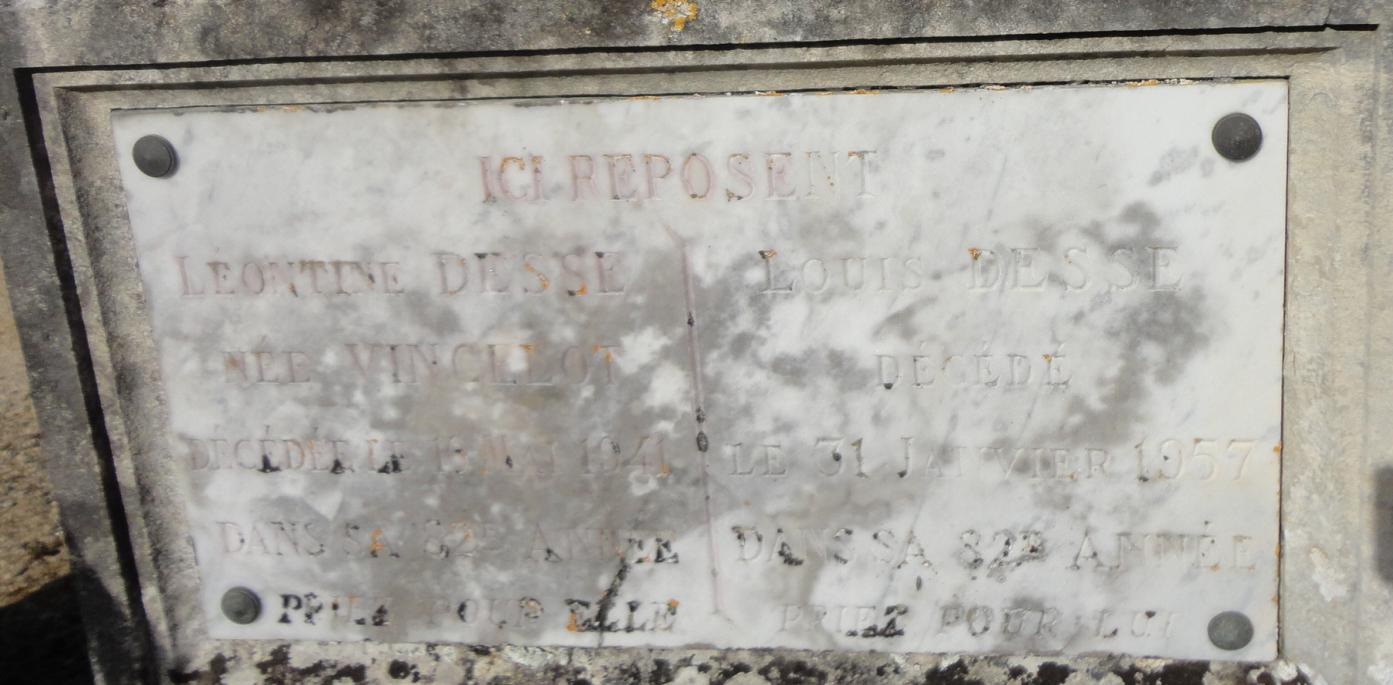 ICI REPOSENT
LÉONTINE DESSE
NÉE VINCELOT
DÉCÉDÉE LE MAI 1941
DANS SA ANNÉE
PRIEZ POUR ELLE
LOUIS DESSE
DÉCÉDÉ
LE 31 JANVIER 1957
DANS SA 82E ANNÉE
PRIEZ POUR LUI